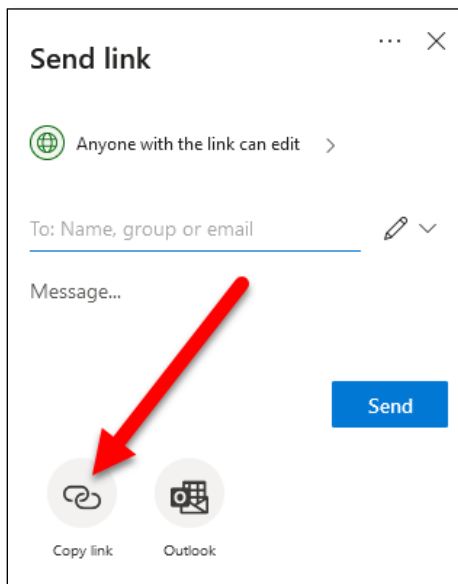 Send link
Anyone with the link can edit
To: Name, group or email
Message...
Send
Copy link
Outlook